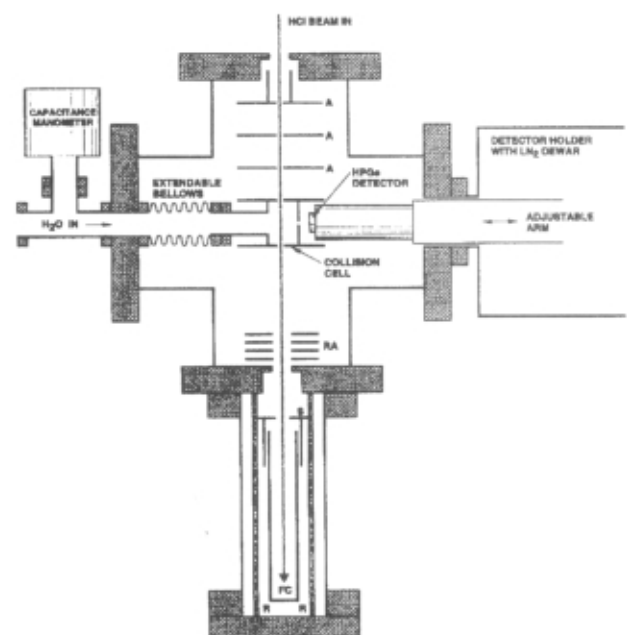 HCI BEAM IN
CAPACITANCE
MANOMETER
A
A
A
DETECTOR HOLDER
WITH LN2 DEWAR
HPGe
DETECTOR
EXTENDABLE
BELLOWS
H2O IN
ADJUSTABLE
ARM
COLLISION
CELL
RA
S
FC
R R